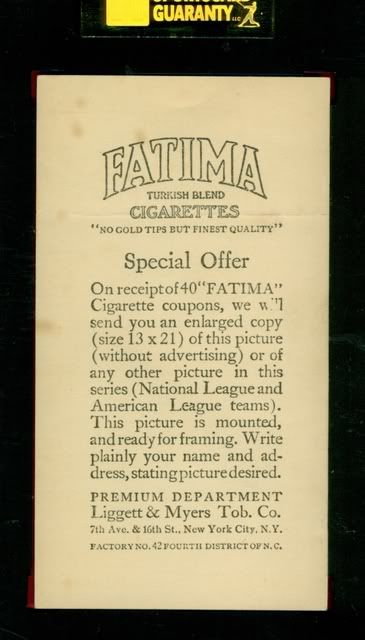 GUARANTY LLC
FATIMA
TURKISH BLEND
CIGARETTES
"NO GOLD TIPS BUT FINEST QUALITY"
Special Offer
On receipt of 40 "FATIMA"
Cigarette coupons, we will
send you an enlarged copy
(size 13 x 21) of this picture
(without advertising) or of
any other picture in this
series (National League and
American League teams).
This picture is mounted,
and ready for framing. Write
plainly your name and ad-
dress, stating picture desired.
PREMIUM DEPARTMENT
Liggett & Myers Tob. Co.
7th Ave. & 16th St., New York City, N.Y.
FACTORY NO. 42 FOURTH DISTRICT OF N.C.